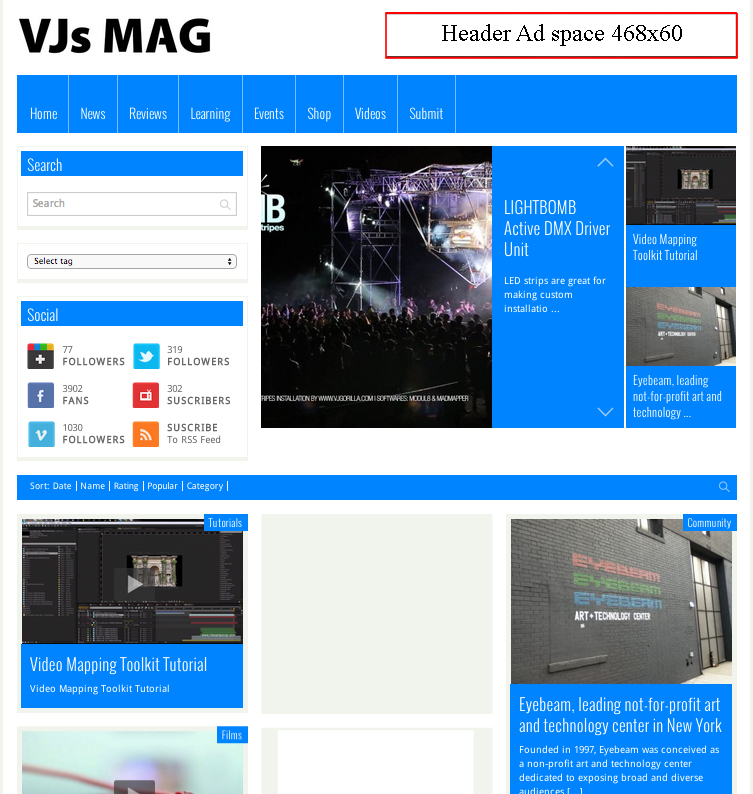 VJs MAG
Header Ad space 468x60
Home
News
Reviews
Learning
Events
Shop
Videos
Submit
Search
Search
Select tag
Social
77
FOLLOWERS
319
FOLLOWERS
3902
FANS
302
SUSCRIBERS
1030
FOLLOWERS
SUSCRIBE
To RSS Feed
B
tripes
RIPES INSTALLATION BY WWW.VJGORILLA.COM I SOFTWARES: MODUL8 & MADMAPPER
LIGHTBOMB
Active DMX Driver
Unit
LED strips are great for
making custom
installatio ...
Video Mapping
Toolkit Tutorial
EYEBEAM
EYEBEAM
EYEBEAM
Eyebeam, leading
not-for-profit art and
technology ...
Sort: Date | Name | Rating | Popular | Category |
Tutorials
Video Mapping Toolkit Tutorial
Video Mapping Toolkit Tutorial
Films
Community
EYEBEAM
EYEBEAM
EYEBEAM
ART + TECHNOLOGY CENTER
Eyebeam, leading not-for-profit art
and technology center in New York
Founded in 1997, Eyebeam was conceived as
a non-profit art and technology center
dedicated to exposing broad and diverse
audiences [...]